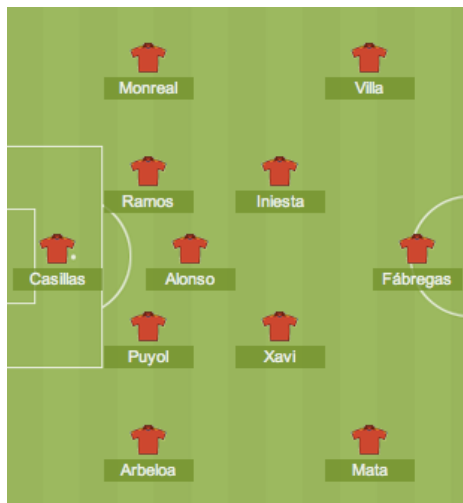 Monreal
Villa
Ramos
Iniesta
Casillas
Alonso
Fábregas
Puyol
Xavi
Arbeloa
Mata